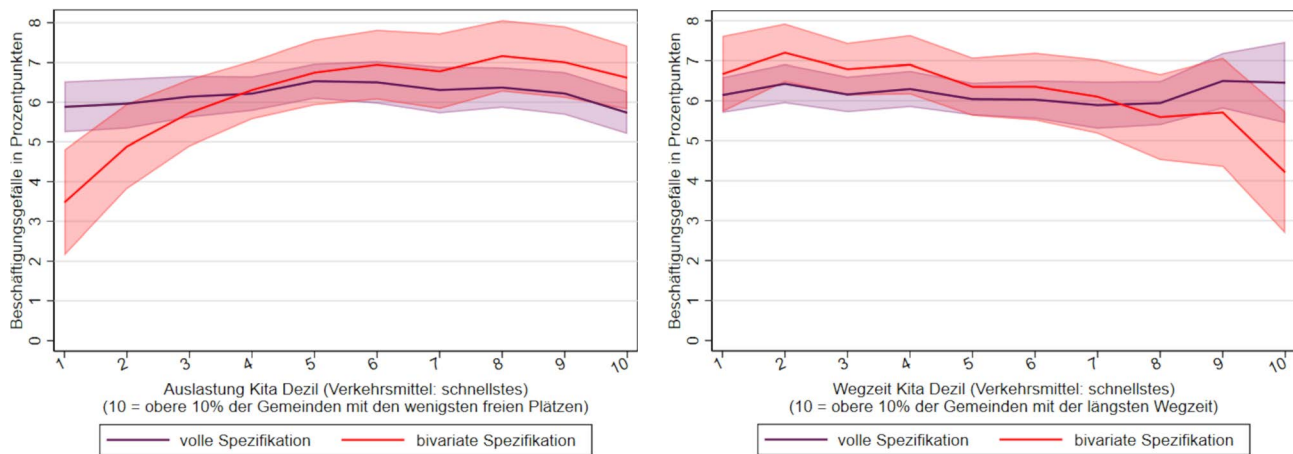 Beschäftigungsgefälle in Prozentpunkten
8
7
6
5
4
3
2
1
0
1 2 3 4 5 6 7 8 9 10
Auslastung Kita Dezil (Verkehrsmittel: schnellstes)
(10 = obere 10% der Gemeinden mit den wenigsten freien Plätzen)
volle Spezifikation bivariate Spezifikation
Beschäftigungsgefälle in Prozentpunkten
8
7
6
5
4
3
2
1
0
1 2 3 4 5 6 7 8 9 10
Wegzeit Kita Dezil (Verkehrsmittel: schnellstes)
(10 = obere 10% der Gemeinden mit der längsten Wegzeit)
volle Spezifikation bivariate Spezifikation